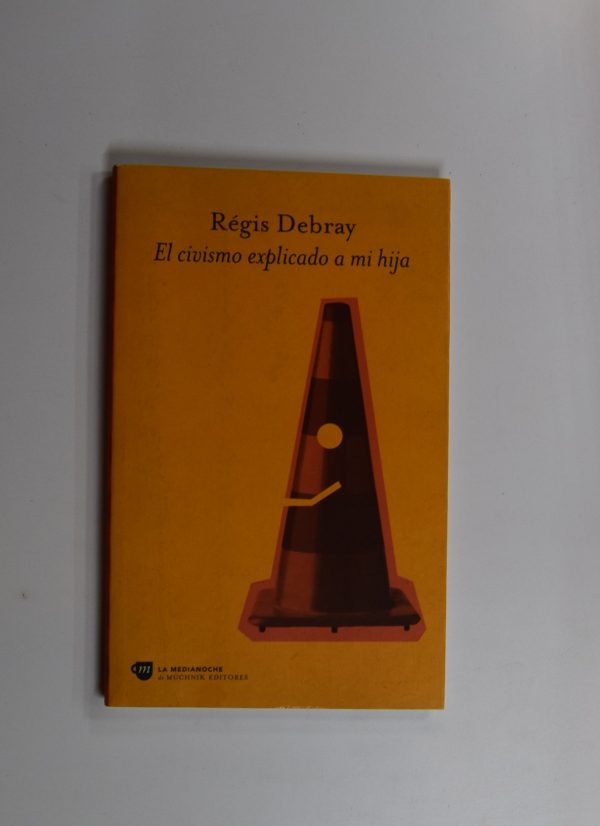 Régis Debray
El civismo explicado a mi hija
m
LA MEDIANOCHE
de MUCHNIK EDITORES